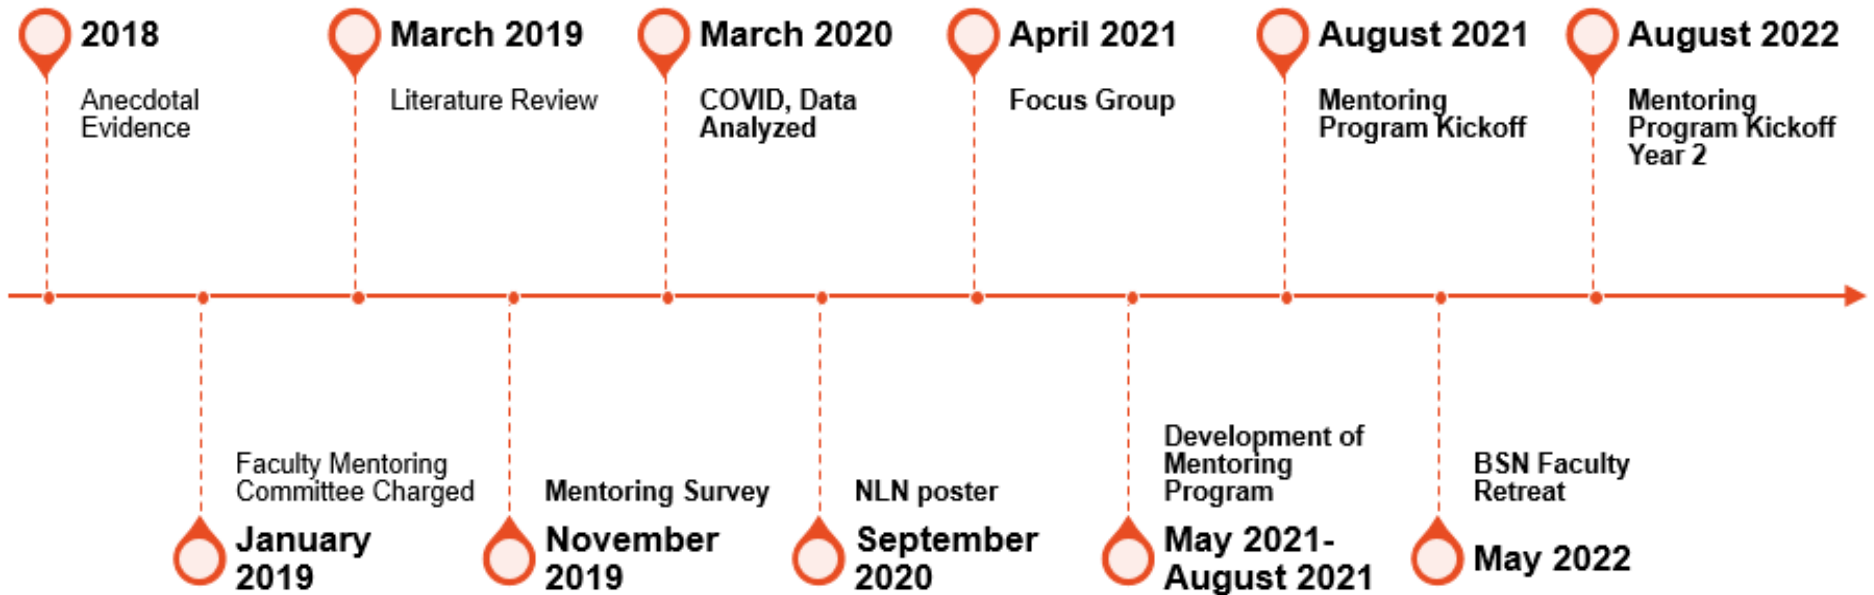 2018
Anecdotal
Evidence
March 2019
Literature Review
March 2020
COVID, Data
Analyzed
April 2021
Focus Group
August 2021
Mentoring
Program Kickoff
August 2022
Mentoring
Program Kickoff
Year 2
Faculty Mentoring
Committee Charged
January
2019
Mentoring Survey
November
2019
NLN poster
September
2020
Development of
Mentoring
Program
May 2021-
August 2021
BSN Faculty
Retreat
May 2022